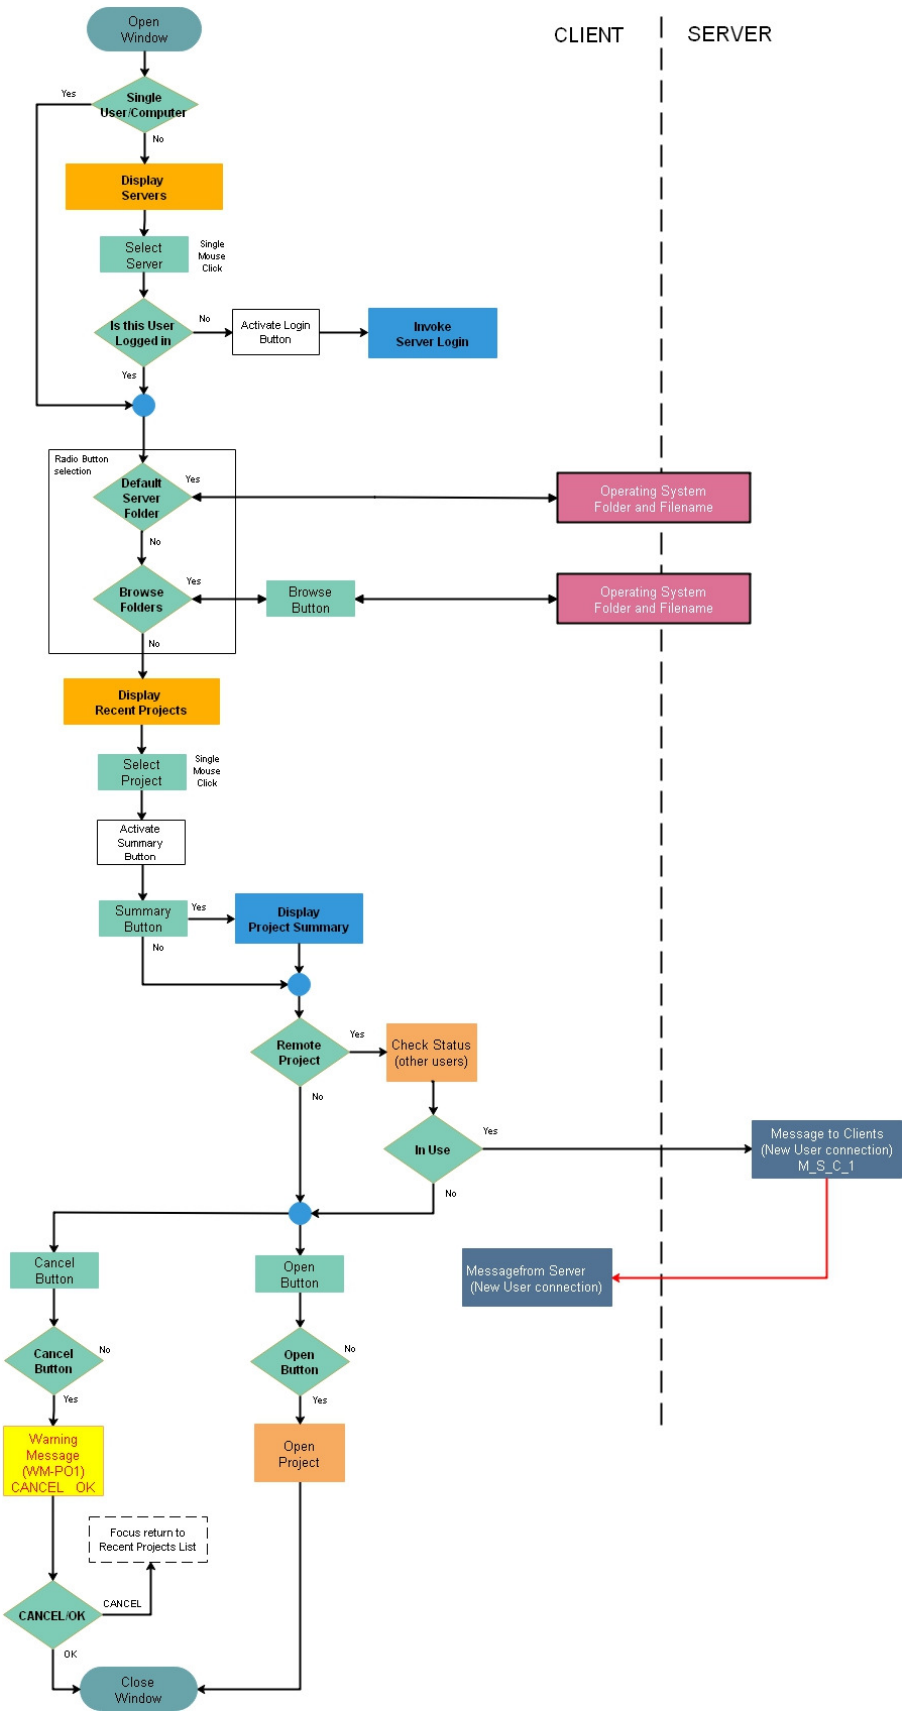 Open
Window
CLIENT
SERVER
Yes
Single
User/Computer
No
Display
Servers
Select
Server
Single
Mouse
Click
Is this User
Logged in
No
Activate Login
Button
Invoke
Server Login
Yes
Radio Button
selection
Default
Server
Folder
Yes
Operating System
Folder and Filename
No
Browse
Folders
Yes
Browse
Button
Operating System
Folder and Filename
No
Display
Recent Projects
Select
Project
Single
Mouse
Click
Activate
Summary
Button
Summary
Button
Yes
Display
Project Summary
No
Remote
Project
Yes
Check Status
(other users)
No
In Use
Yes
Message to Clients
(New User connection)
M_S_C_1
No
Cancel
Button
Open
Button
Messagefrom Server
(New User connection)
Cancel
Button
No
Open
Button
No
Yes
Yes
Warning
Message
(WM-PO1)
CANCEL OK
Open
Project
Focus return to
Recent Projects List
CANCEL/OK
CANCEL
OK
Close
Window